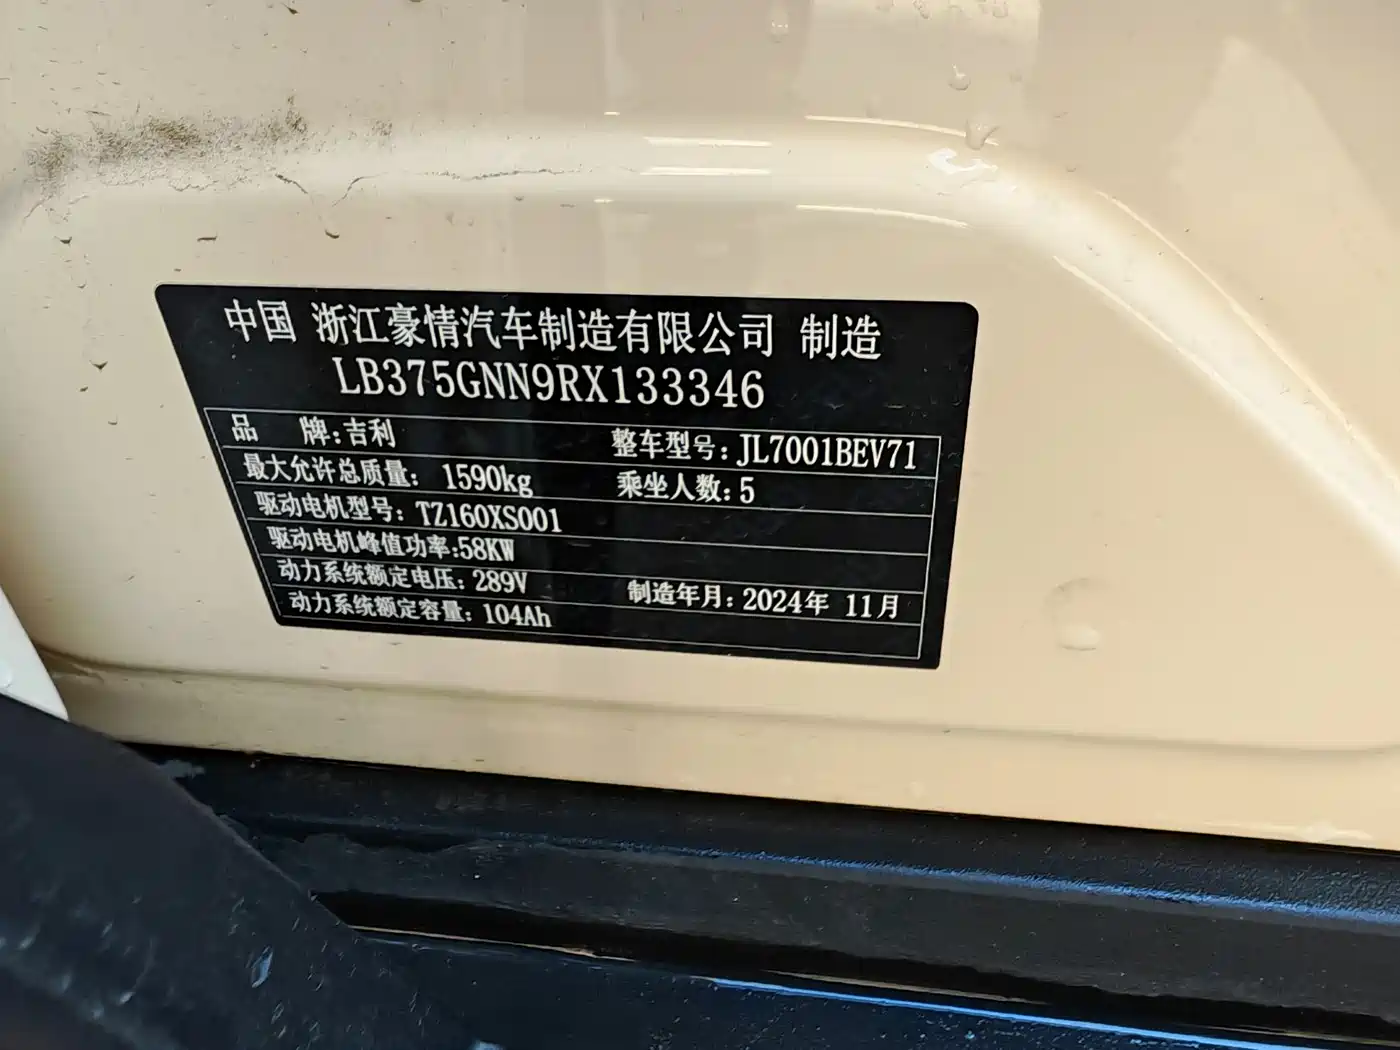 中国 浙江豪情汽车制造有限公司 制造
LB375GNN9RX133346
品 牌:吉利 整车型号:JL7001BEV71
最大允许总质量: 1590kg 乘坐人数:5
驱动电机型号: TZ160XS001
驱动电机峰值功率:58KW
动力系统额定电压: 289V 制造年月:2024年 11月
动力系统额定容量: 104Ah